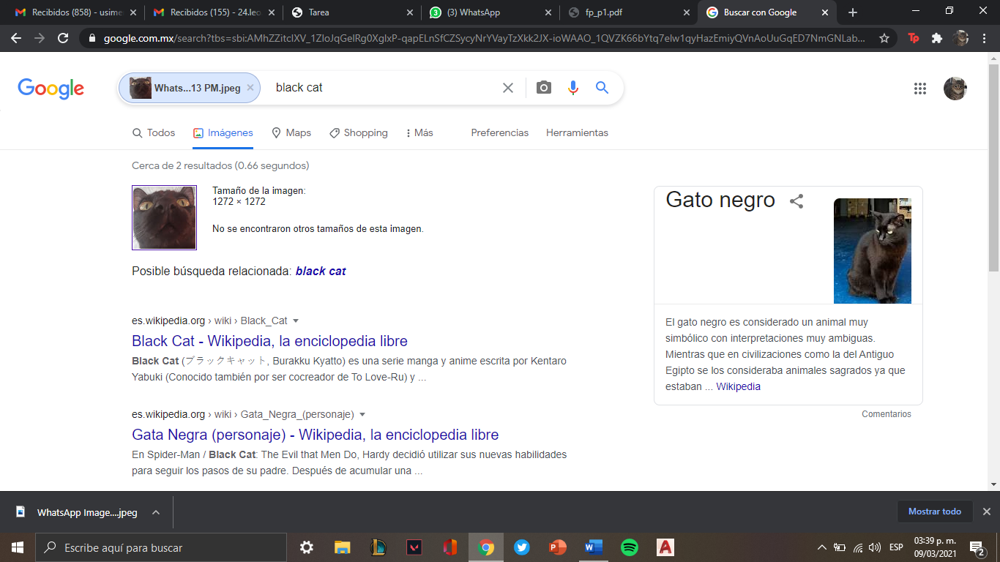 Recibidos (858) - usime
Recibidos (155) - 24.leo
Tarea
(3) WhatsApp
fp_p1.pdf
Buscar con Google
google.com.mx/search?tbs=sbi:AMhZZitcIXV_1ZIoJqGeIRg0XglxP-qapELnSfCZSycyNrYVayTzXkk2JX-ioWAAO_1QVZK66bYtq7elw1qyHazEmiyQVnAoUuGqED7NmGNLab...
Tp
Google
Whats...13 PM.jpeg
black cat
Todos
Imágenes
Maps
Shopping
Más
Preferencias
Herramientas
Cerca de 2 resultados (0.66 segundos)
Tamaño de la imagen:
1272 × 1272
No se encontraron otros tamaños de esta imagen.
Posible búsqueda relacionada: black cat
es.wikipedia.org › wiki › Black_Cat
Black Cat - Wikipedia, la enciclopedia libre
Black Cat (ブラックキャット, Burakku Kyatto) es una serie manga y anime escrita por Kentaro
Yabuki (Conocido también por ser cocreador de To Love-Ru) y ...
es.wikipedia.org › wiki › Gata_Negra_(personaje)
Gata Negra (personaje) - Wikipedia, la enciclopedia libre
En Spider-Man / Black Cat: The Evil that Men Do, Hardy decidió utilizar sus nuevas habilidades
para seguir los pasos de su padre. Después de acumular una ...
Gato negro
El gato negro es considerado un animal muy
simbólico con interpretaciones muy ambiguas.
Mientras que en civilizaciones como la del Antiguo
Egipto se los consideraba animales sagrados ya que
estaban ... Wikipedia
Comentarios
WhatsApp Image....jpeg
Mostrar todo
Escribe aquí para buscar
ESP
03:39 p. m.
09/03/2021
2